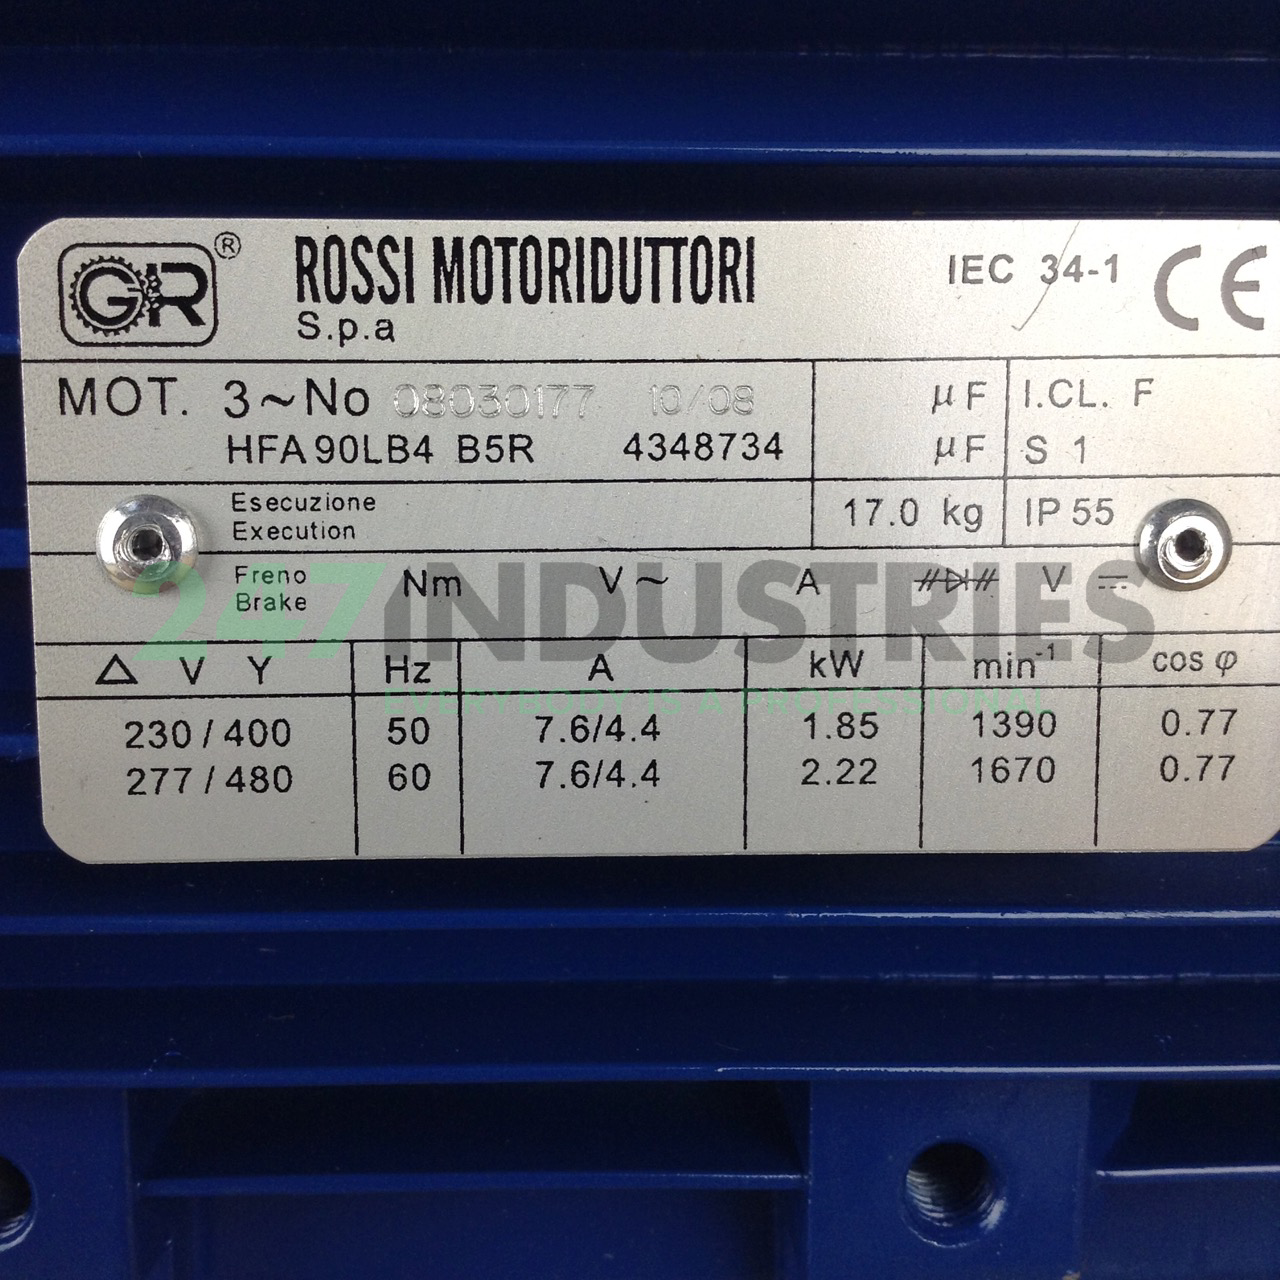 GR ® ROSSI MOTORIDUTTORI IEC 34-1 CE
S.p.a
MOT. 3~No 08030177 10/08 µF I.CL. F
HFA 90LB4 B5R 4348734 µF S 1
Esecuzione
Execution 17.0 kg IP 55
Freno
Brake Nm V~ A V ⎓
247 INDUSTRIES
EVERYBODY IS A PROFESSIONAL
Δ V Y Hz A kW min-1 cos φ
230 / 400 50 7.6/4.4 1.85 1390 0.77
277 / 480 60 7.6/4.4 2.22 1670 0.77